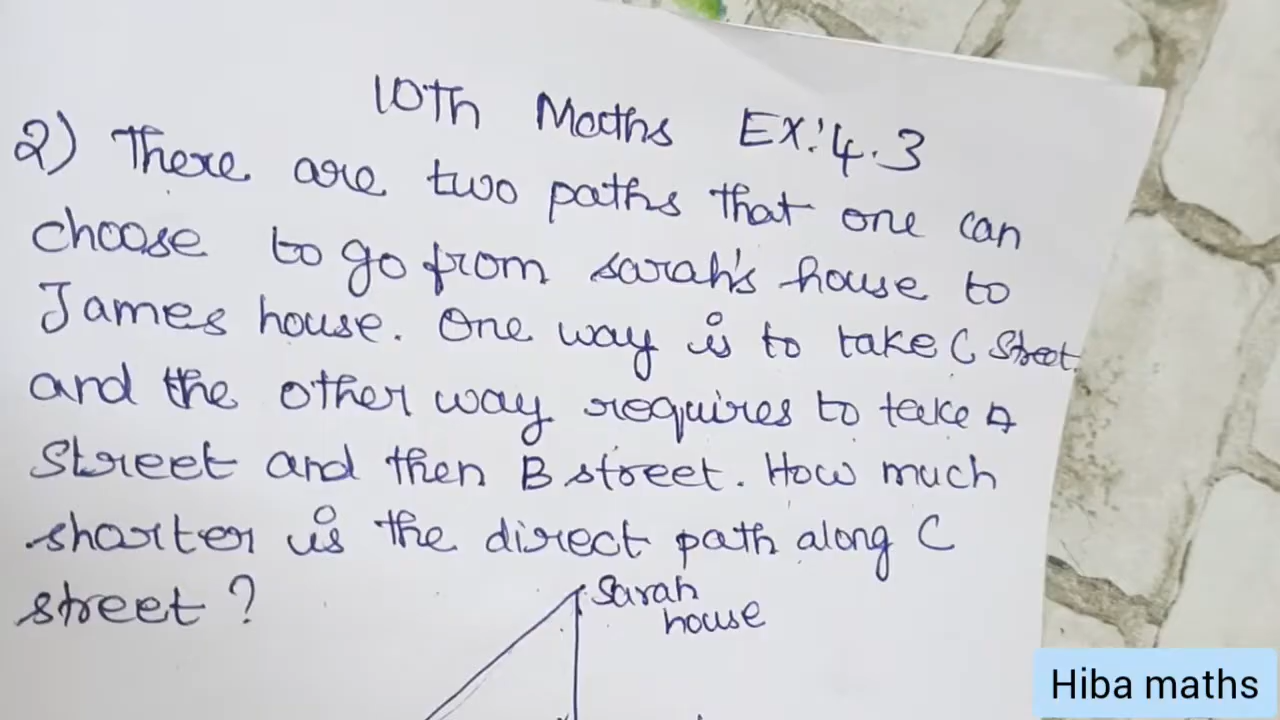 10th Maths Ex: 4.3
2) There are two paths that one can
choose to go from sarah's house to
James house. One way is to take C Street
and the other way requires to take A
Street and then B street. How much
shorter is the direct path along C
street?
Sarah
house
Hiba maths